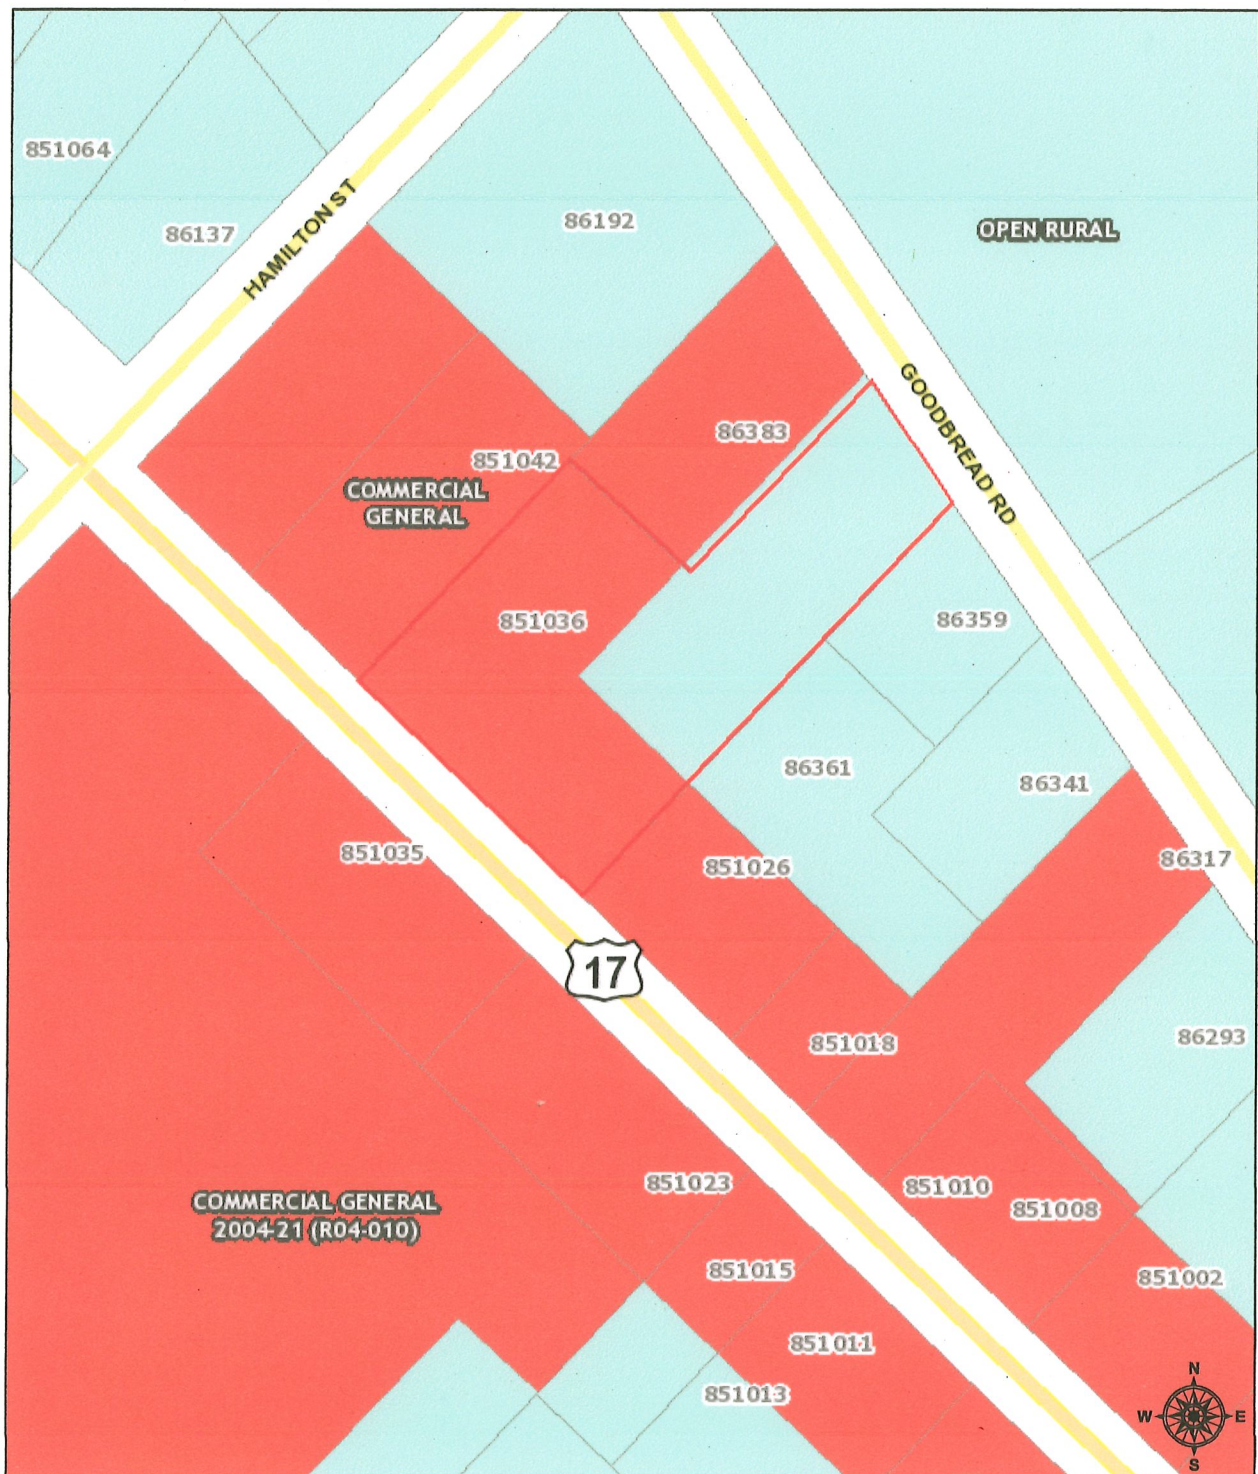 851064
86137
HAMILTON ST
86192
OPEN RURAL
GOODBREAD RD
86383
851042
COMMERCIAL
GENERAL
851036
86359
86361
86341
851035
851026
86317
17
851018
86293
851023
851010
851008
COMMERCIAL GENERAL
2004-21 (R04-010)
851015
851002
851011
851013
N
W
E
S